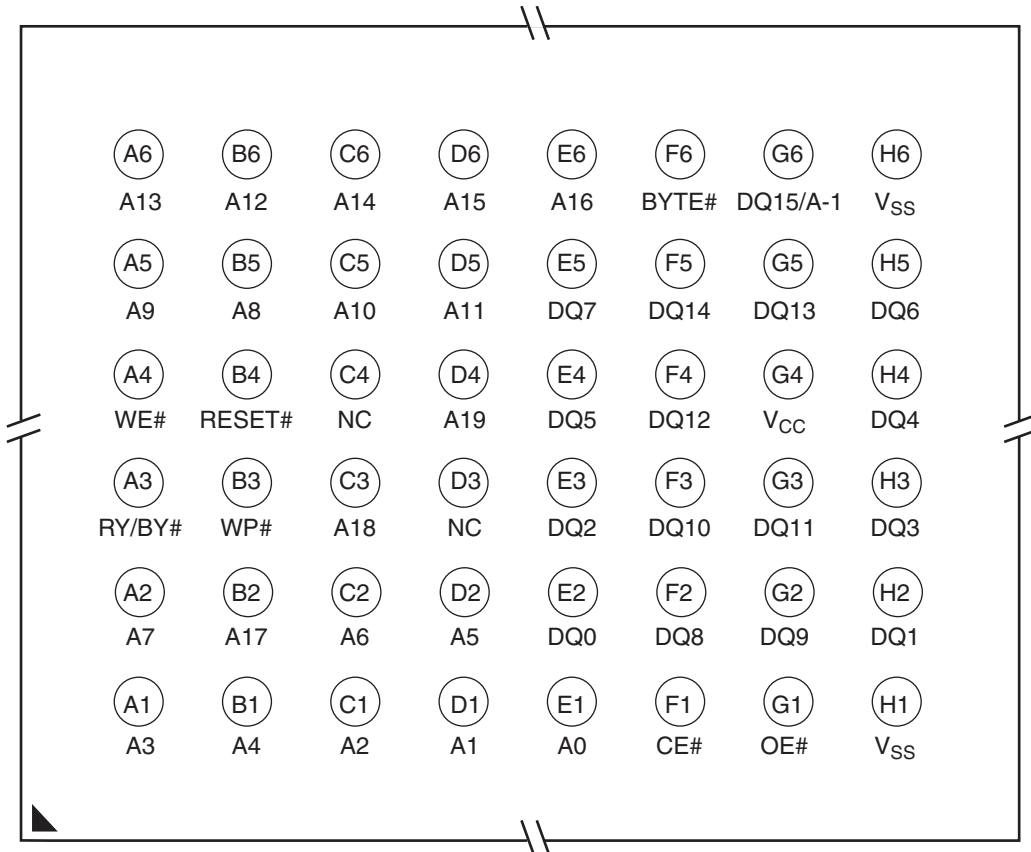 A6 B6 C6 D6 E6 F6 G6 H6
A13 A12 A14 A15 A16 BYTE# DQ15/A-1 VSS
A5 B5 C5 D5 E5 F5 G5 H5
A9 A8 A10 A11 DQ7 DQ14 DQ13 DQ6
A4 B4 C4 D4 E4 F4 G4 H4
WE# RESET# NC A19 DQ5 DQ12 VCC DQ4
A3 B3 C3 D3 E3 F3 G3 H3
RY/BY# WP# A18 NC DQ2 DQ10 DQ11 DQ3
A2 B2 C2 D2 E2 F2 G2 H2
A7 A17 A6 A5 DQ0 DQ8 DQ9 DQ1
A1 B1 C1 D1 E1 F1 G1 H1
A3 A4 A2 A1 A0 CE# OE# VSS